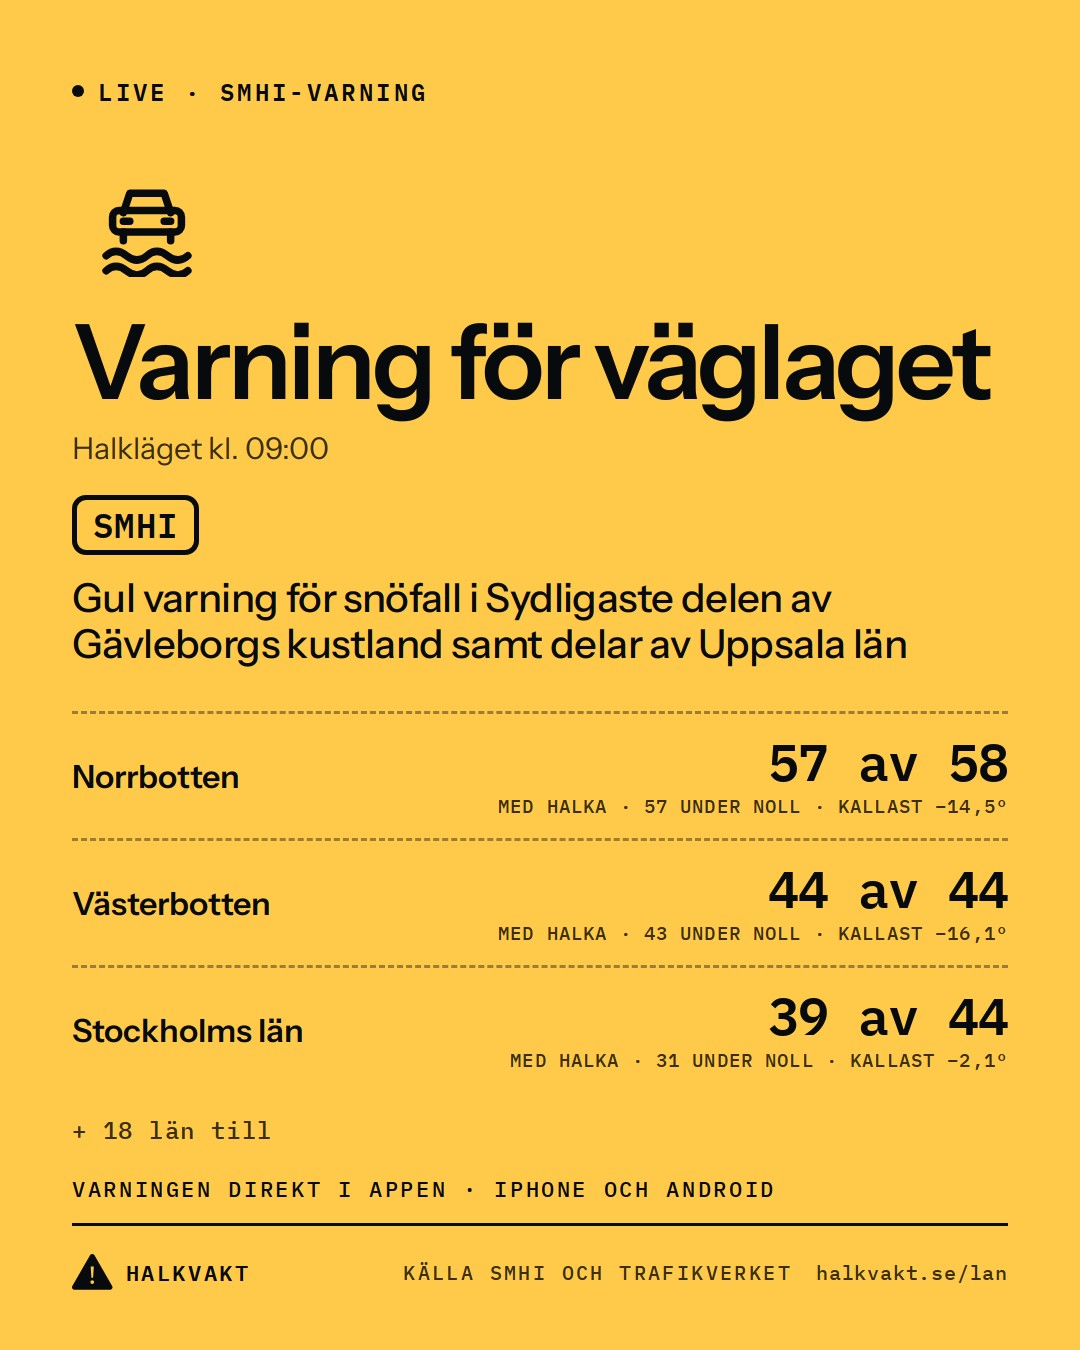 LIVE · SMHI-VARNING
Varning för väglaget
Halkläget kl. 09:00
SMHI
Gul varning för snöfall i Sydligaste delen av
Gävleborgs kustland samt delar av Uppsala län
Norrbotten
57 av 58
MED HALKA · 57 UNDER NOLL · KALLAST −14,5°
Västerbotten
44 av 44
MED HALKA · 43 UNDER NOLL · KALLAST −16,1°
Stockholms län
39 av 44
MED HALKA · 31 UNDER NOLL · KALLAST −2,1°
+ 18 län till
VARNINGEN DIREKT I APPEN · IPHONE OCH ANDROID
HALKVAKT
KÄLLA SMHI OCH TRAFIKVERKET halkvakt.se/lan